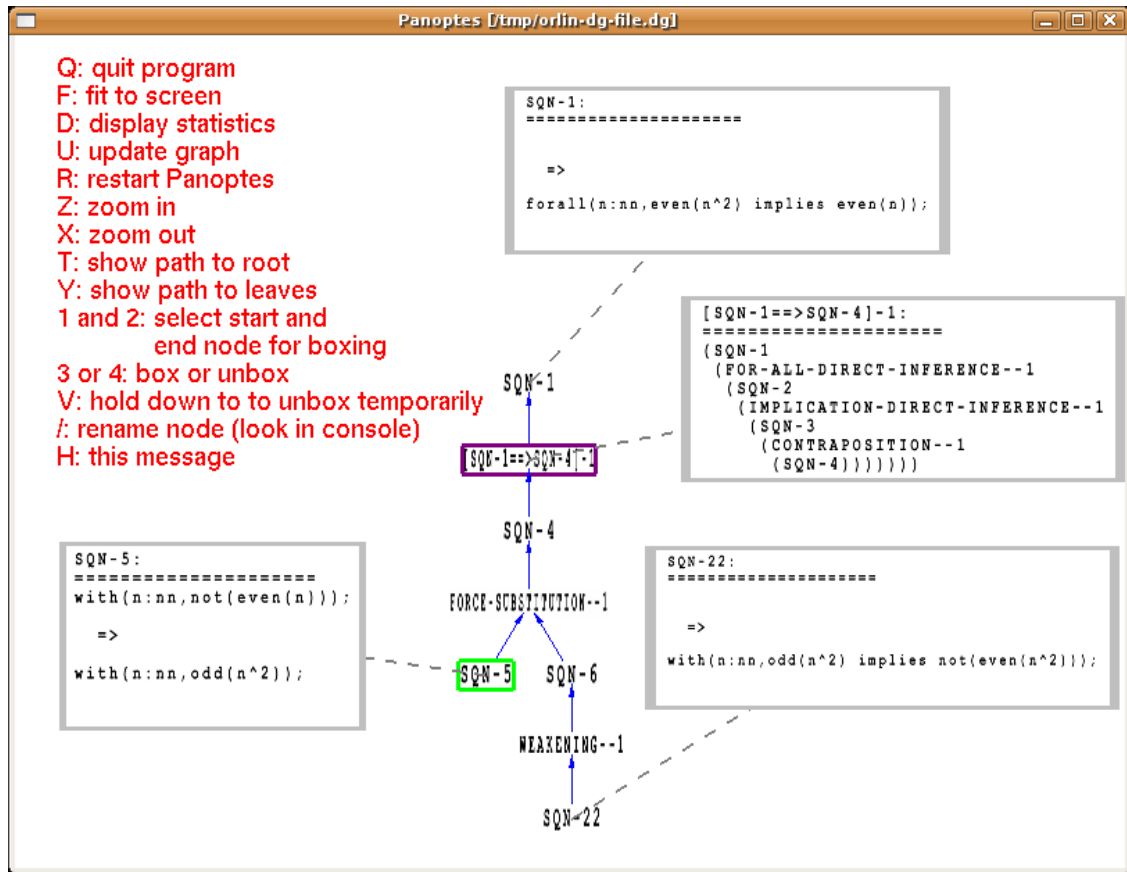 Panoptes [/tmp/orlin-dg-file.dg]
Q: quit program
F: fit to screen
D: display statistics
U: update graph
R: restart Panoptes
Z: zoom in
X: zoom out
T: show path to root
Y: show path to leaves
1 and 2: select start and
end node for boxing
3 or 4: box or unbox
V: hold down to to unbox temporarily
/: rename node (look in console)
H: this message
SQN-1:
=====================
=>
forall(n:nn,even(n^2) implies even(n));
[SQN-1==>SQN-4]-1:
=====================
(SQN-1
(FOR-ALL-DIRECT-INFERENCE--1
(SQN-2
(IMPLICATION-DIRECT-INFERENCE--1
(SQN-3
(CONTRAPOSITION--1
(SQN-4)))))))
SQN-1
[SQN-1==>SQN-4]-1
SQN-4
FORCE-SUBSTITUTION--1
SQN-5
SQN-6
WEAKENING--1
SQN-22
SQN-5:
=====================
with(n:nn,not(even(n)));
=>
with(n:nn,odd(n^2));
SQN-22:
=====================
=>
with(n:nn,odd(n^2) implies not(even(n^2)));